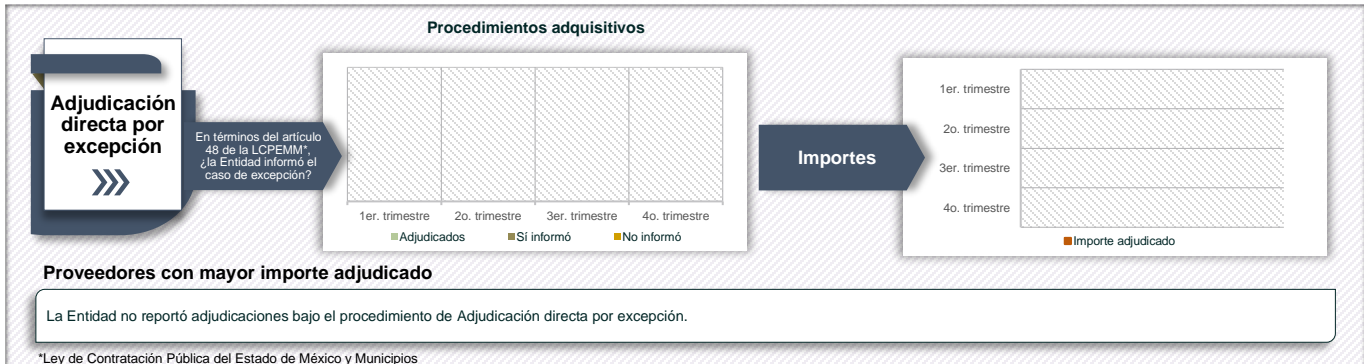 Procedimientos adquisitivos
Adjudicación
directa por
excepción
En términos del artículo
48 de la LCPEMM*,
¿la Entidad informó el
caso de excepción?
1er. trimestre
2o. trimestre
3er. trimestre
4o. trimestre
Adjudicados
Sí informó
No informó
Importes
1er. trimestre
2o. trimestre
3er. trimestre
4o. trimestre
Importe adjudicado
Proveedores con mayor importe adjudicado
La Entidad no reportó adjudicaciones bajo el procedimiento de Adjudicación directa por excepción.
*Ley de Contratación Pública del Estado de México y Municipios